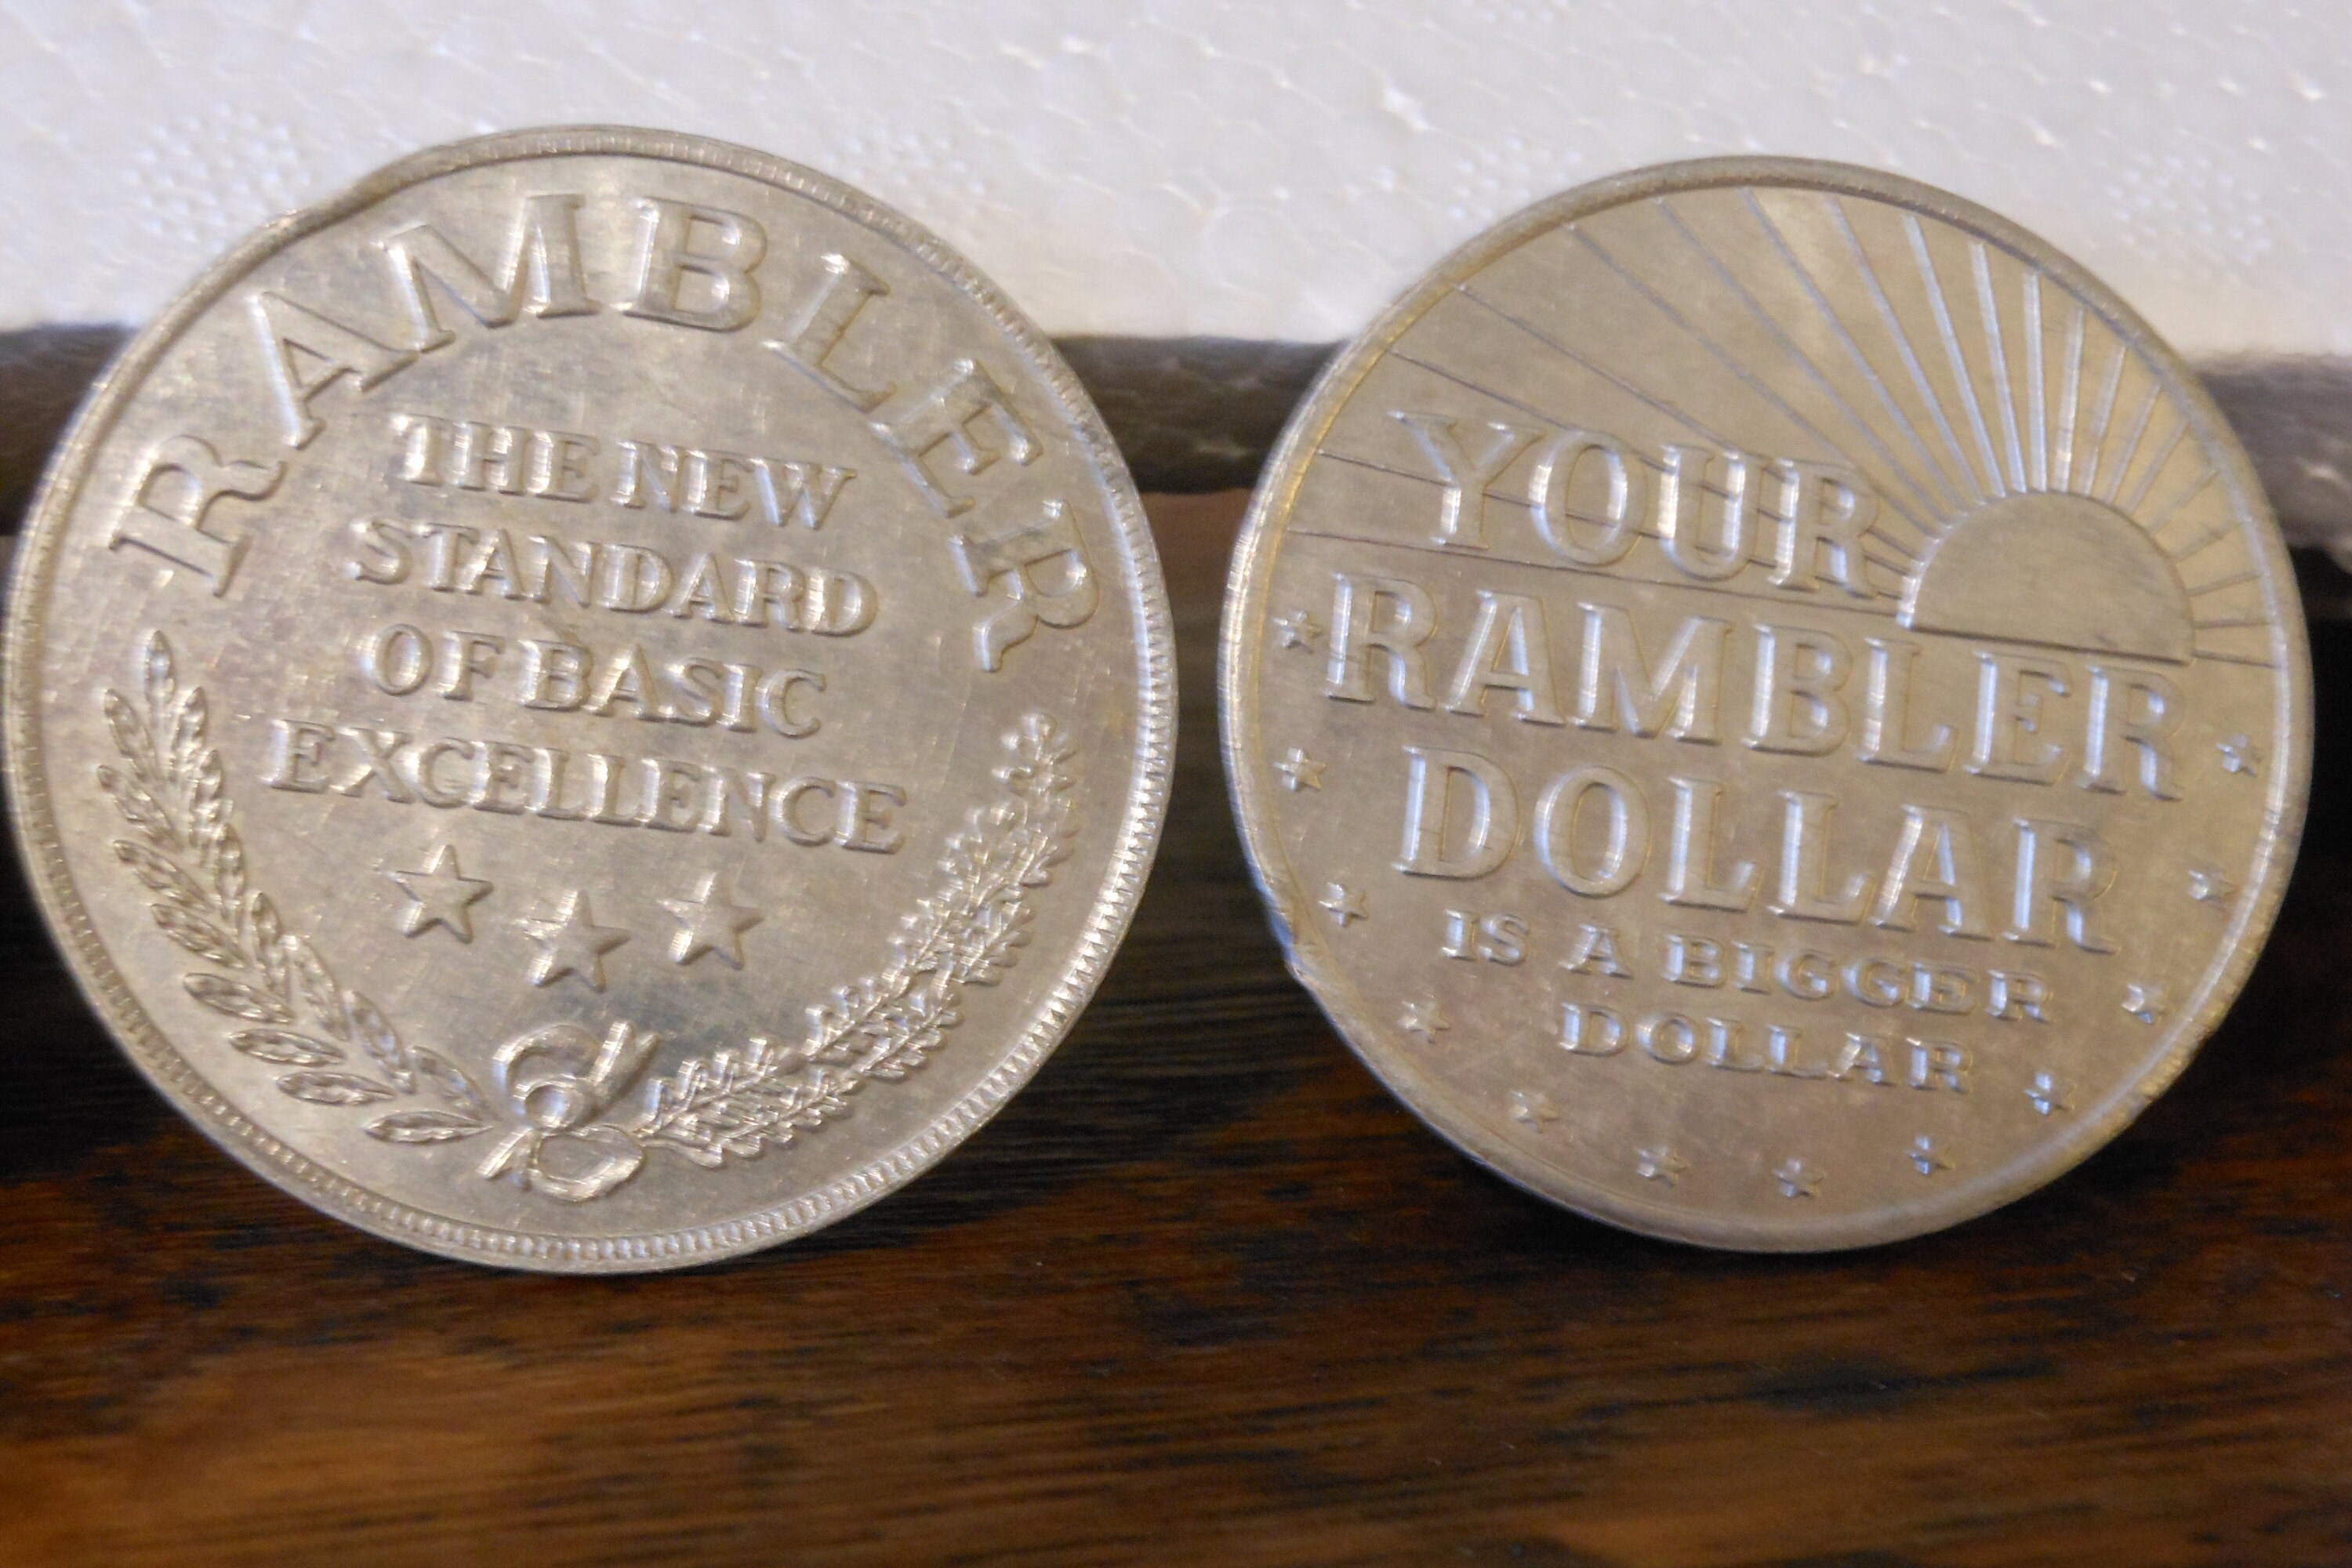 RAMBLER
THE NEW
STANDARD
OF BASIC
EXCELLENCE
YOUR
RAMBLER
DOLLAR
IS A BIGGER
DOLLAR